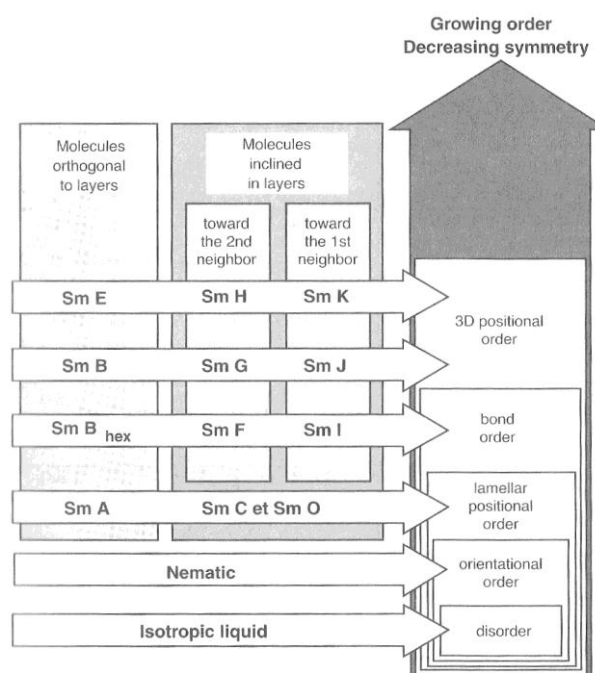 Growing order
Decreasing symmetry
Molecules
orthogonal
to layers
Molecules
inclined
in layers
toward
the 2nd
neighbor
toward
the 1st
neighbor
Sm E
Sm H
Sm K
3D positional
order
Sm B
Sm G
Sm J
Sm B hex
Sm F
Sm I
bond
order
Sm A
Sm C et Sm O
lamellar
positional
order
Nematic
orientational
order
Isotropic liquid
disorder